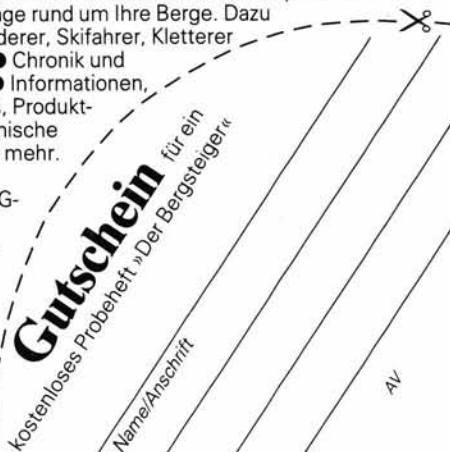 ge rund um Ihre Berge. Dazu
derer, Skifahrer, Kletterer
● Chronik und
● Informationen,
, Produkt-
nische
mehr.
G-
Gutschein für ein
kostenloses Probeheft »Der Bergsteiger«
Name/Anschrift
AV